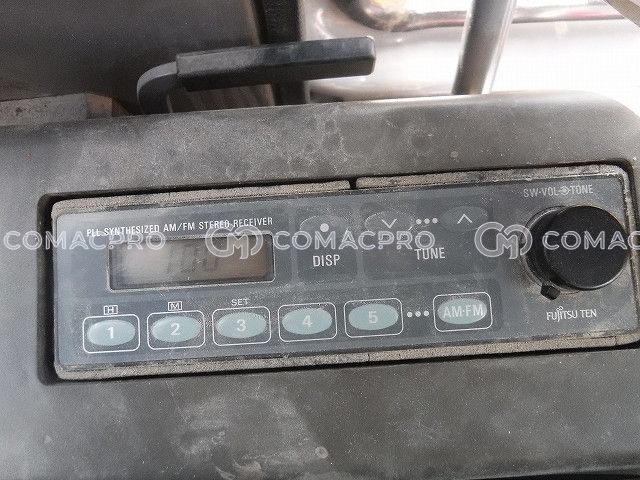 SW·VOL-⊕-TONE
PLL SYNTHESIZED AM/FM STEREO RECEIVER
COMACPRO COMACPRO COMACPRO
DISP
TUNE
H M SET
1 2 3 4 5 AM·FM
FUJITSU TEN